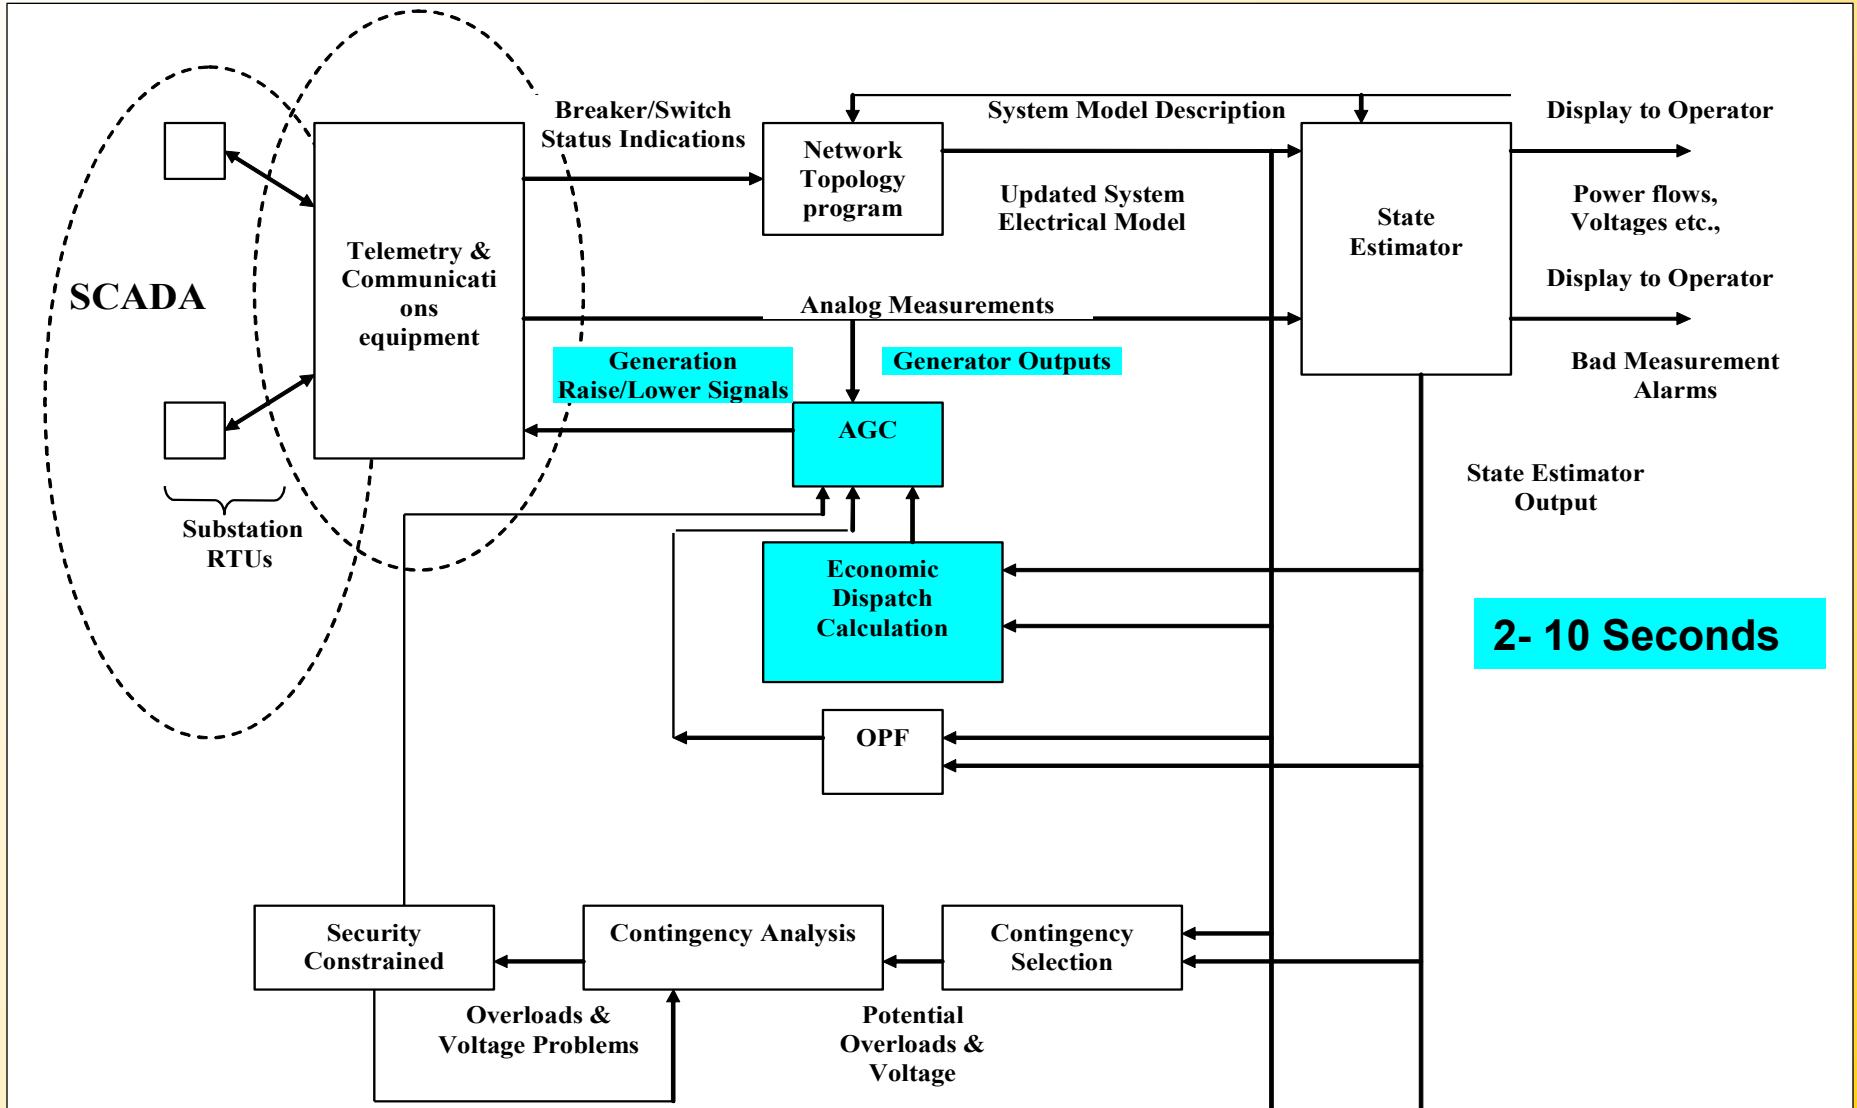 Breaker/Switch
Status Indications
System Model Description
Display to Operator
Network
Topology
program
Updated System
Electrical Model
State
Estimator
Power flows,
Voltages etc.,
Telemetry &
Communicati
ons
equipment
SCADA
Display to Operator
Analog Measurements
Generation
Raise/Lower Signals
Generator Outputs
Bad Measurement
Alarms
AGC
State Estimator
Output
Substation
RTUs
Economic
Dispatch
Calculation
2- 10 Seconds
OPF
Security
Constrained
Contingency Analysis
Contingency
Selection
Overloads &
Voltage Problems
Potential
Overloads &
Voltage